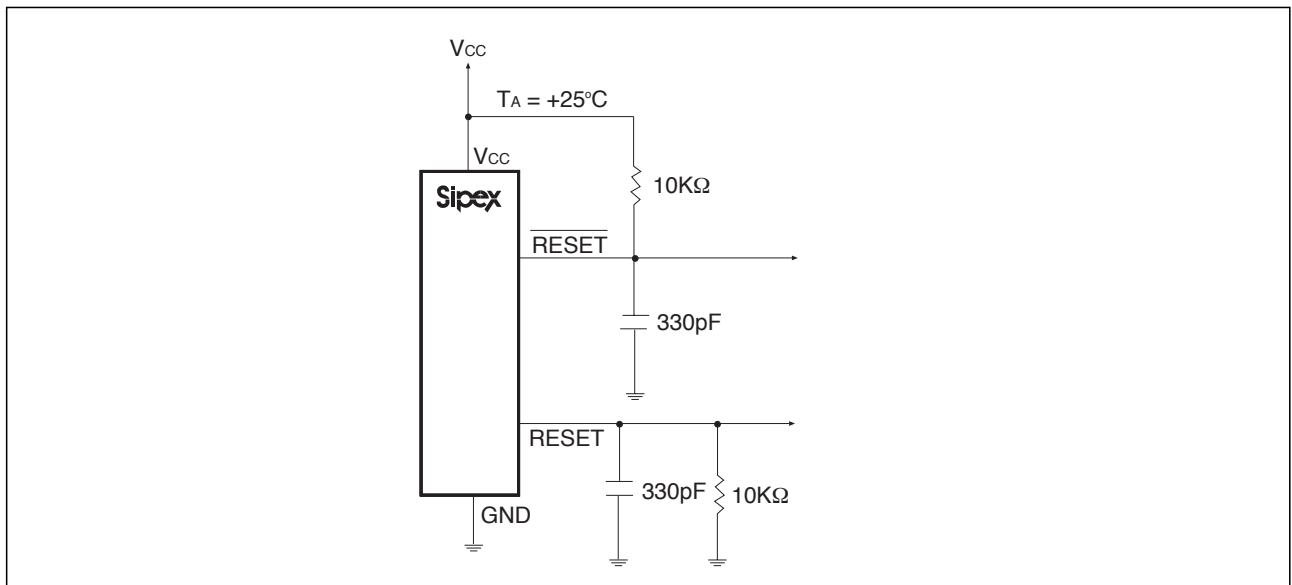 VCC
TA = +25°C
VCC
Sipex
10KΩ
RESET
330pF
RESET
330pF
10KΩ
GND